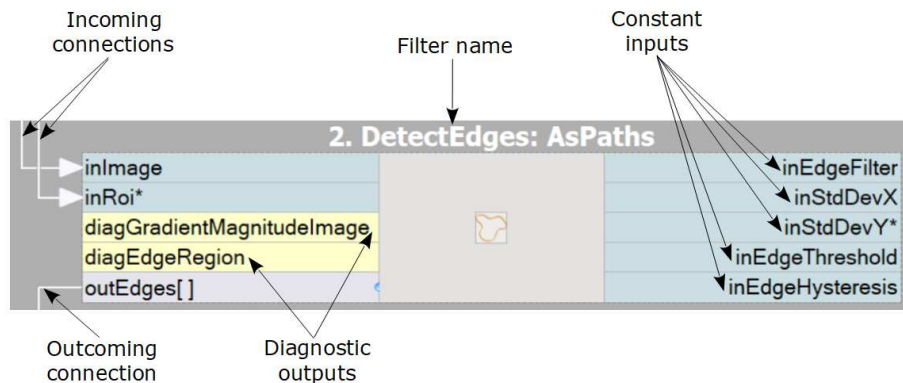 Incoming
connections
Filter name
Constant
inputs
2. DetectEdges: AsPaths
inImage
inRoi*
diagGradientMagnitudeImage
diagEdgeRegion
outEdges[ ]
inEdgeFilter
inStdDevX
inStdDevY*
inEdgeThreshold
inEdgeHysteresis
Outcoming
connection
Diagnostic
outputs